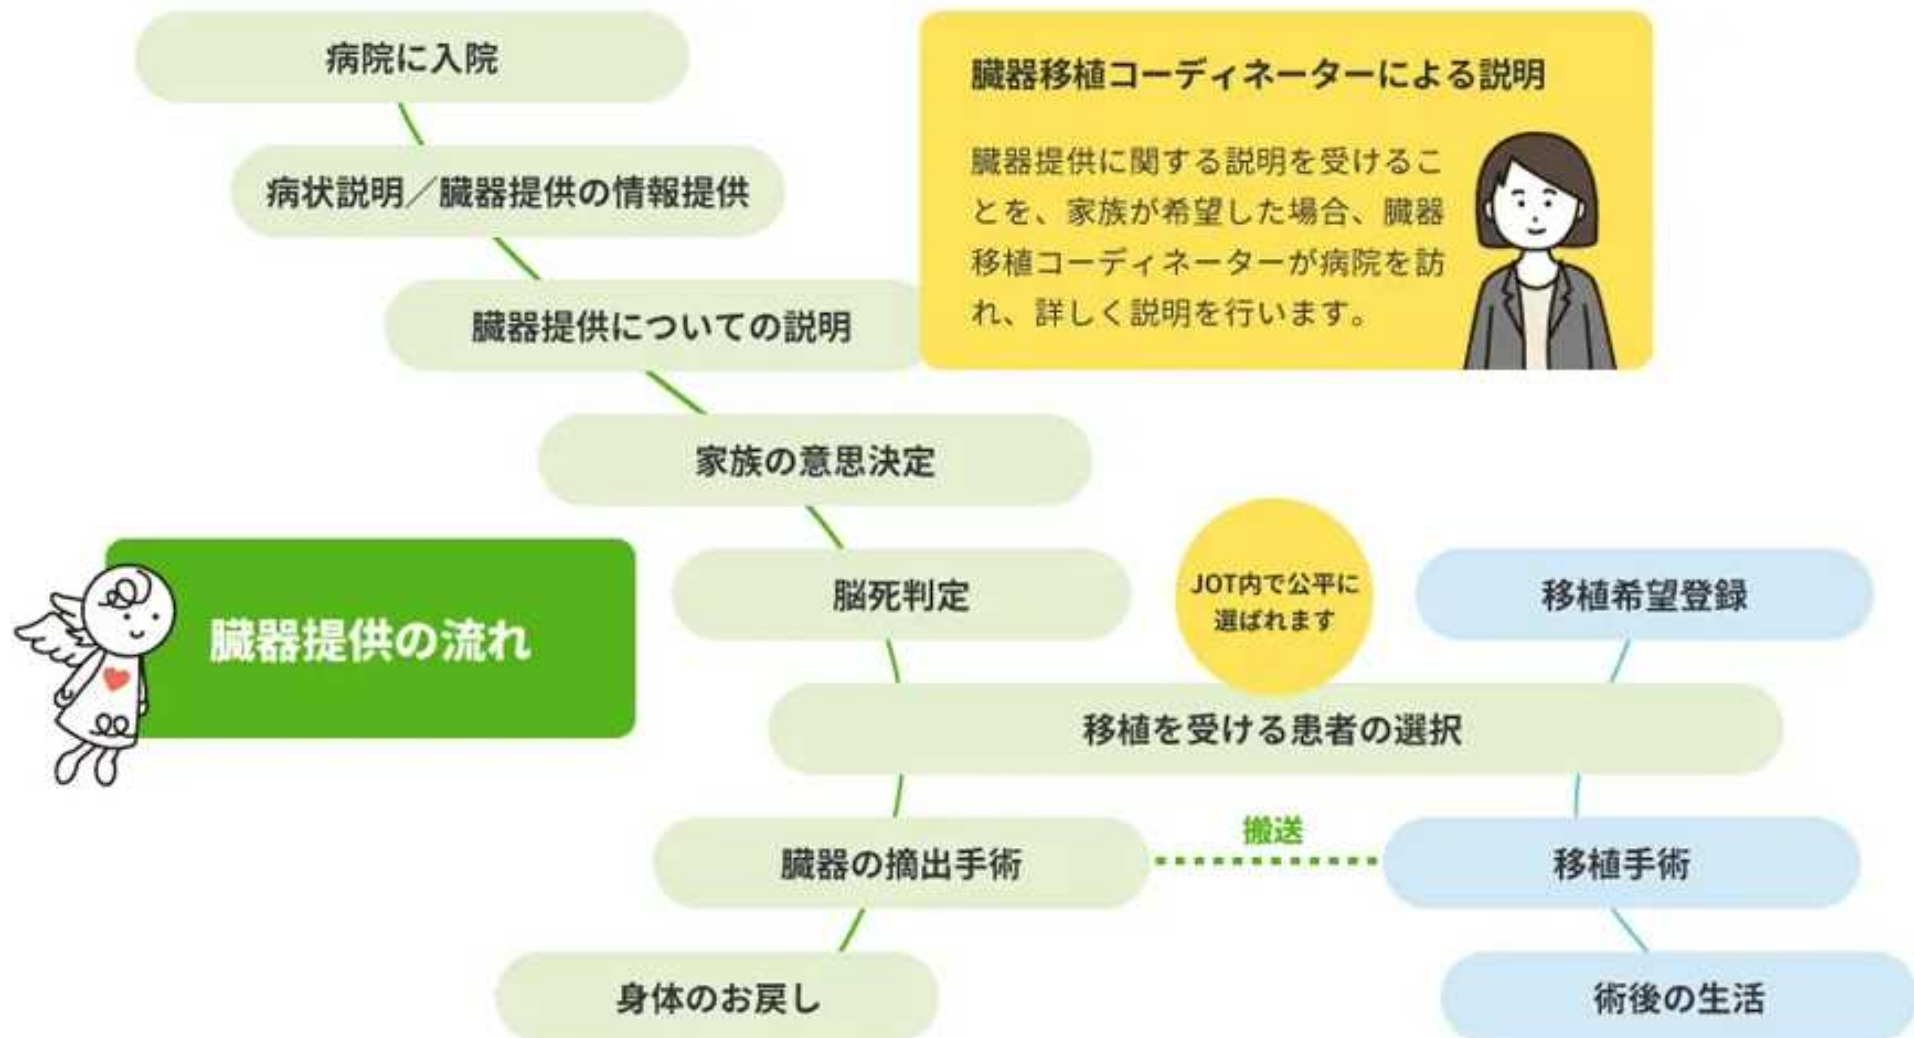 病院に入院
病状説明／臓器提供の情報提供
臓器提供についての説明
臓器移植コーディネーターによる説明
臓器提供に関する説明を受けるこ
とを、家族が希望した場合、臓器
移植コーディネーターが病院を訪
れ、詳しく説明を行います。
家族の意思決定
臓器提供の流れ
脳死判定
JOT内で公平に
選ばれます
移植希望登録
移植を受ける患者の選択
臓器の摘出手術
搬送
移植手術
身体のお戻し
術後の生活